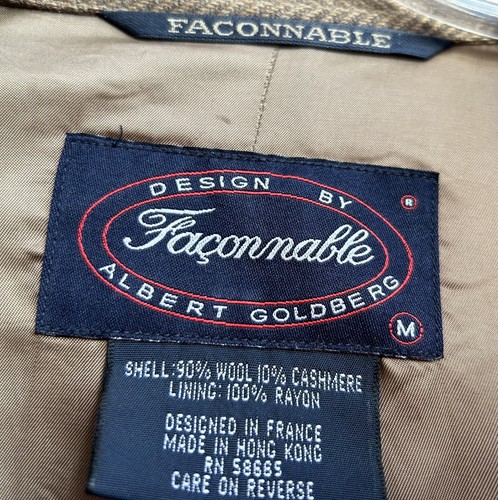 FACONNABLE
DESIGN BY
®
Façonnable
ALBERT GOLDBERG
M
SHELL:90% WOOL 10% CASHMERE
LINING: 100% RAYON
DESIGNED IN FRANCE
MADE IN HONG KONG
RN 58665
CARE ON REVERSE